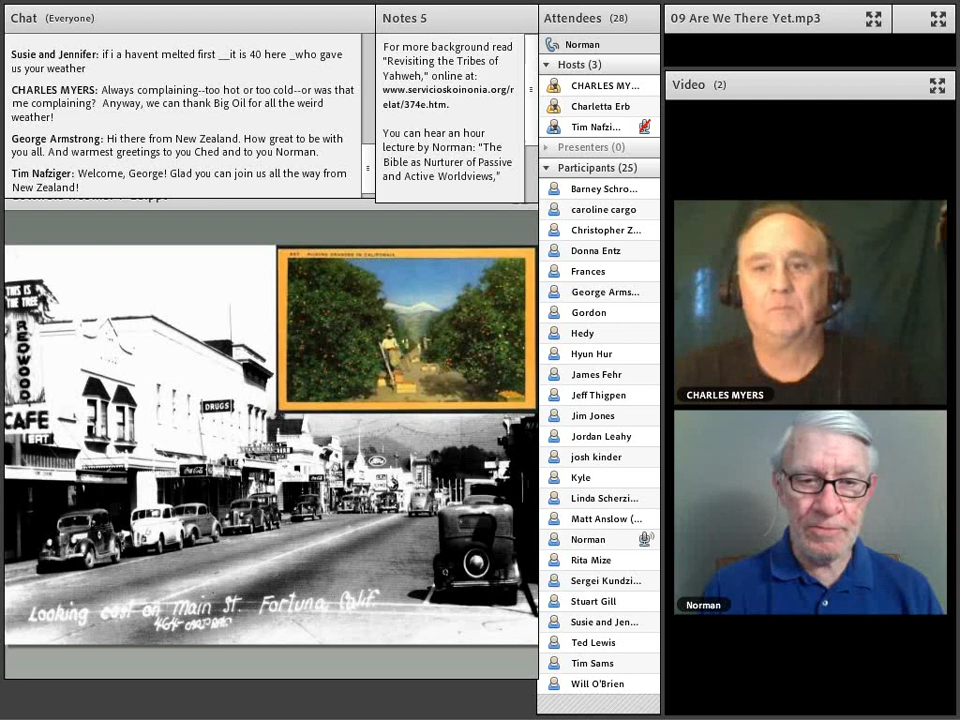 Chat (Everyone)
Susie and Jennifer: if i a havent melted first __it is 40 here _who gave
us your weather
CHARLES MYERS: Always complaining--too hot or too cold--or was that
me complaining?  Anyway, we can thank Big Oil for all the weird
weather!
George Armstrong: Hi there from New Zealand. How great to be with
you all. And warmest greetings to you Ched and to you Norman.
Tim Nafziger: Welcome, George! Glad you can join us all the way from
New Zealand!
Notes 5
For more background read
"Revisiting the Tribes of
Yahweh," online at:
www.servicioskoinonia.org/r
elat/374e.htm.
You can hear an hour
lecture by Norman: "The
Bible as Nurturer of Passive
and Active Worldviews,"
Attendees (28)
Norman
Hosts (3)
CHARLES MY...
Charletta Erb
Tim Nafzi...
Presenters (0)
Participants (25)
Barney Schro...
caroline cargo
Christopher Z...
Donna Entz
Frances
George Arms...
Gordon
Hedy
Hyun Hur
James Fehr
Jeff Thigpen
Jim Jones
Jordan Leahy
josh kinder
Kyle
Linda Scherzi...
Matt Anslow (...
Norman
Rita Mize
Sergei Kundzi...
Stuart Gill
Susie and Jen...
Ted Lewis
Tim Sams
Will O'Brien
09 Are We There Yet.mp3
Video (2)
CHARLES MYERS
Norman
THIS IS
THE TREE
REDWOOD
CAFE
DRUGS
Coca-Cola
Ford
Looking east on Main St. Fortuna, Calif.